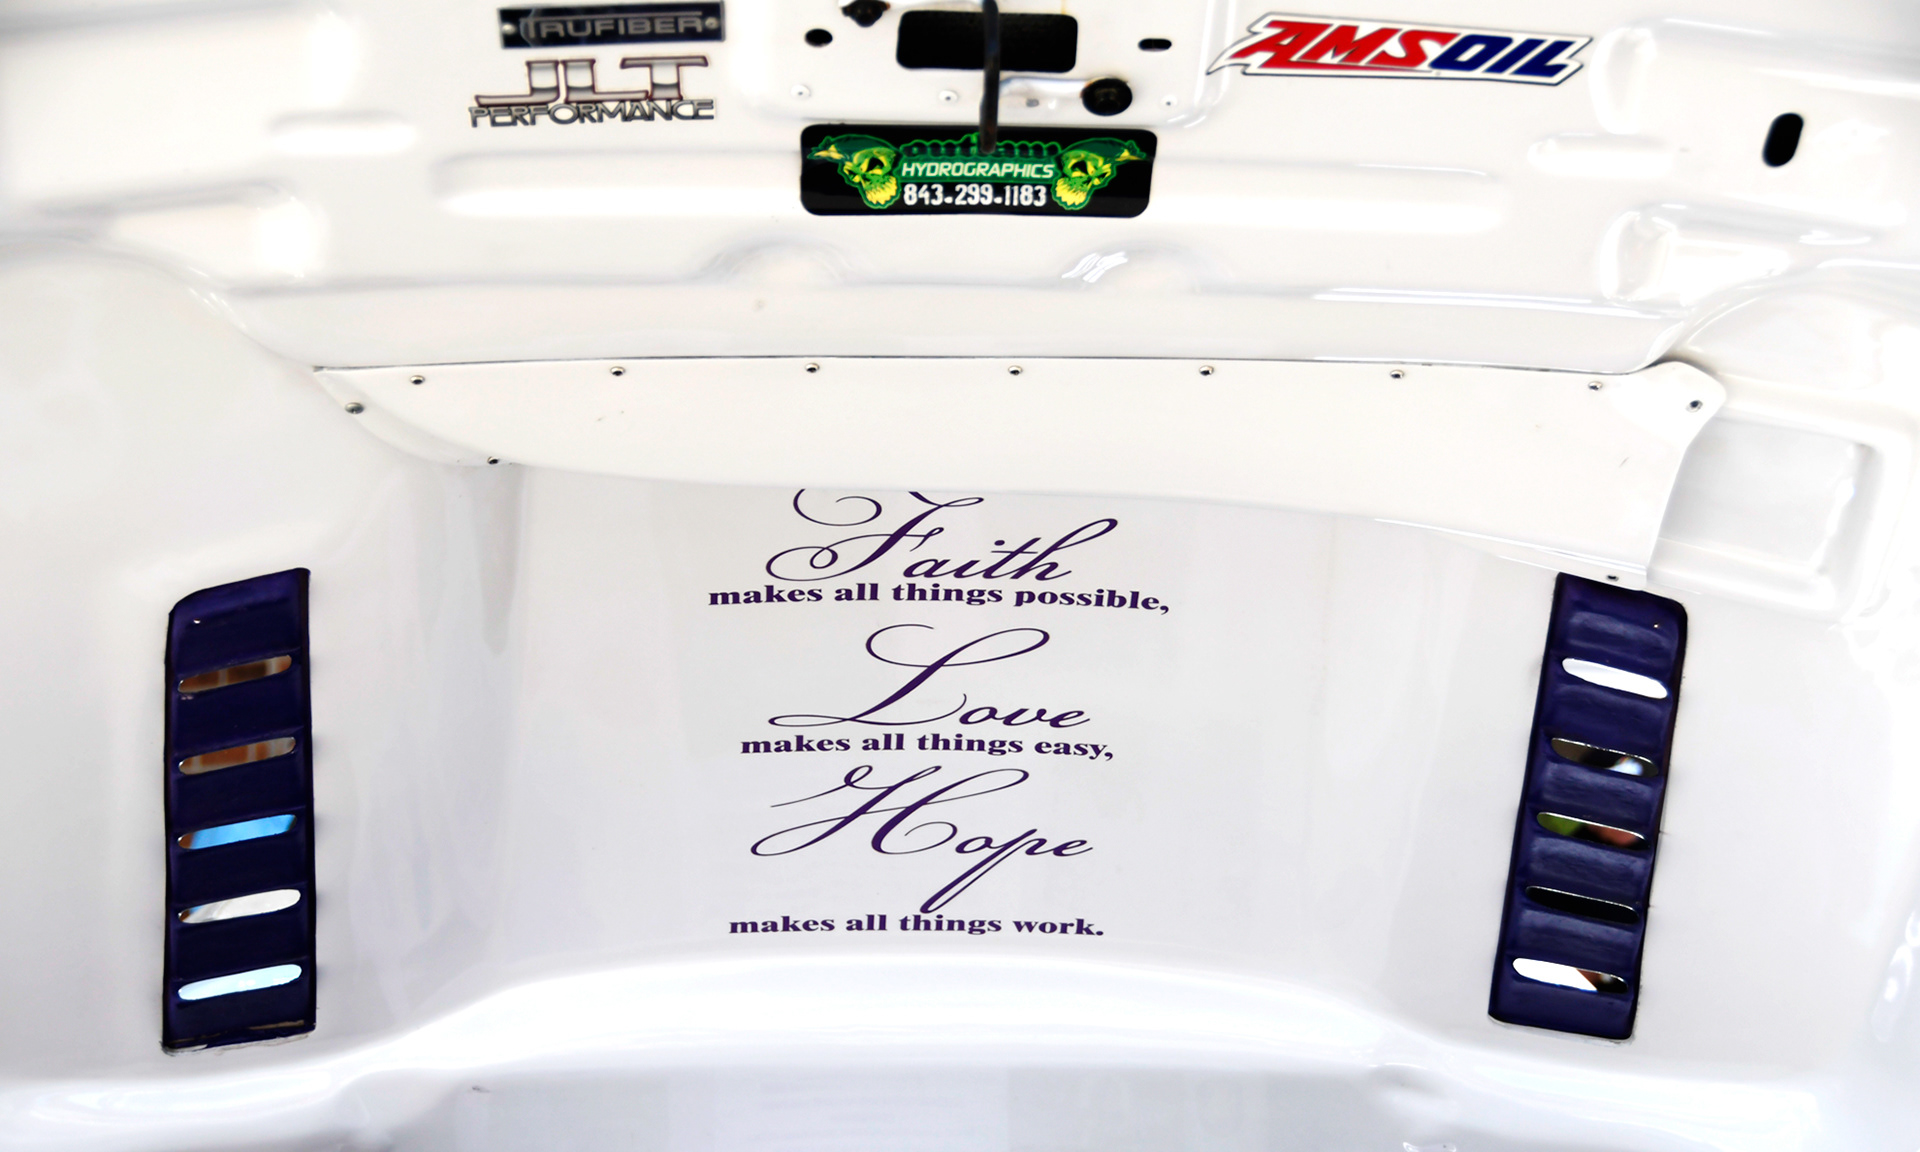 TRUFIBER
JLT
PERFORMANCE
AMSOIL
outlaw
HYDROGRAPHICS
843.299.1183
Faith
makes all things possible,
Love
makes all things easy,
Hope
makes all things work.